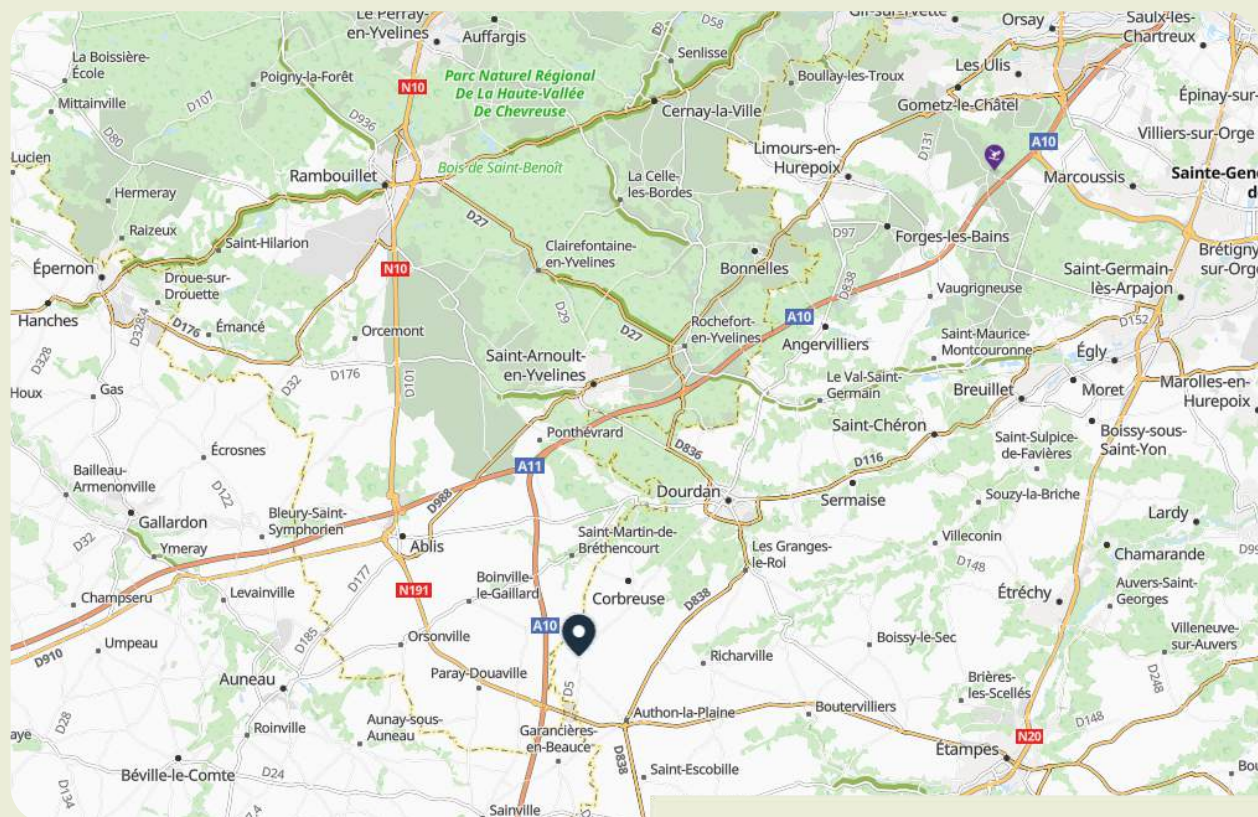 Le Perray-
en-Yvelines
Auffargis
D9
D58
Gif-sur-Yvette
Orsay
Saulx-les-
Chartreux
La Boissière-
École
Poigny-la-Forêt
N10
Parc Naturel Régional
De La Haute-Vallée
De Chevreuse
Senlisse
Boullay-les-Troux
Les Ulis
Mittainville
D107
D936
Cernay-la-Ville
Gometz-le-Châtel
Épinay-sur-
Orge
D80
D131
A10
Villiers-sur-Orge
Lucien
Bois de Saint-Benoît
Limours-en-
Hurepoix
Rambouillet
La Celle-
les-Bordes
Marcoussis
Sainte-Gene
d
Hermeray
D27
Raizeux
Saint-Hilarion
Clairefontaine-
en-Yvelines
Bonnelles
D97
Forges-les-Bains
Brétigny-
sur-Orge
Épernon
N10
D838
Saint-Germain-
lès-Arpajon
Droue-sur-
Drouette
Vaugrigneuse
Hanches
D328.4
D176
Émancé
Orcemont
D29
D27
Rochefort-
en-Yvelines
A10
Angervilliers
Saint-Maurice-
Montcouronne
D152
Égly
D328
Gas
D32
D176
D101
Saint-Arnoult-
en-Yvelines
Le Val-Saint-
Germain
Breuillet
Moret
Marolles-en-
Hurepoix
Houx
Saint-Chéron
Boissy-sous-
Saint-Yon
Écrosnes
Ponthévrard
D836
Saint-Sulpice-
de-Favières
Bailleau-
Armenonville
D122
A11
D116
D988
Dourdan
Sermaise
Souzy-la-Briche
Gallardon
Bleury-Saint-
Symphorien
Lardy
D32
Ymeray
Ablis
Saint-Martin-de-
Bréthencourt
Les Granges-
le-Roi
Villeconin
Chamarande
D99
D177
D148
Champseru
Levainville
N191
Boinville-
le-Gaillard
Corbreuse
D838
Étréchy
Auvers-Saint-
Georges
D910
Umpeau
D185
Orsonville
A10
Boissy-le-Sec
Villeneuve-
sur-Auvers
Auneau
Paray-Douaville
D5
Richarville
Brières-
les-Scellés
D248
D28
Roinville
Aunay-sous-
Auneau
Authon-la-Plaine
Boutervilliers
D148
aye
Garancières-
en-Beauce
N20
Étampes
Béville-le-Comte
D24
D838
Saint-Escobille
Bou
D134
7.4
Sainville